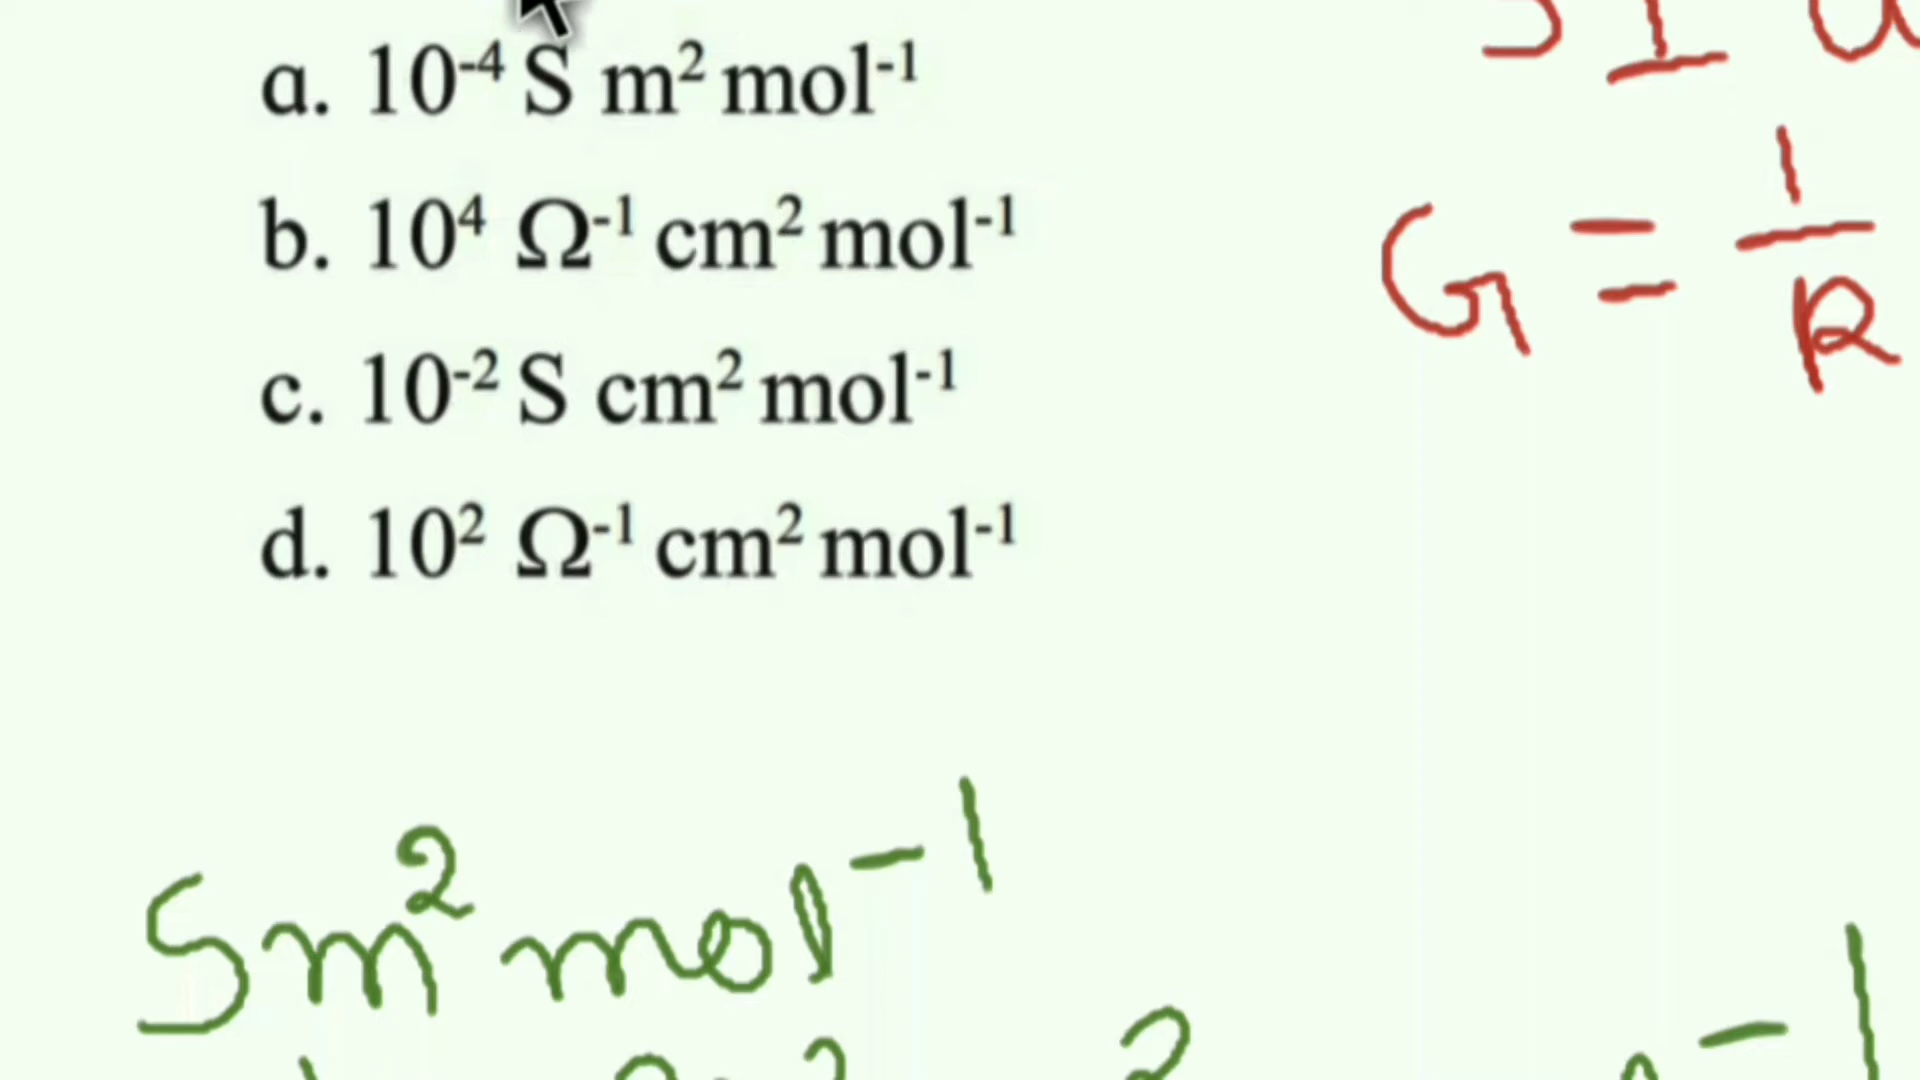 SI
a. 10⁻⁴ S m² mol⁻¹
b. 10⁴ Ω⁻¹ cm² mol⁻¹
G = 1/R
c. 10⁻² S cm² mol⁻¹
d. 10² Ω⁻¹ cm² mol⁻¹
Sm² mol⁻¹